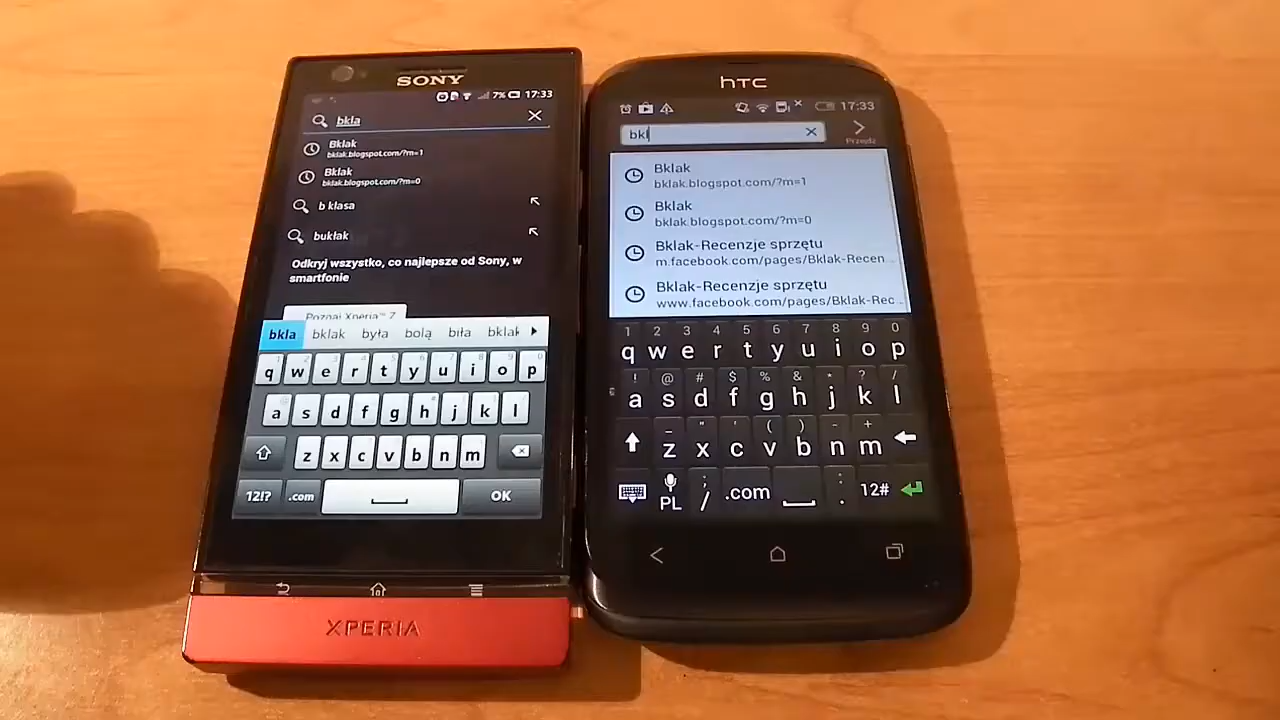 SONY
7% 17:33
bkla
Bklak
bklak.blogspot.com/?m=1
Bklak
bklak.blogspot.com/?m=0
b klasa
bukłak
Odkryj wszystko, co najlepsze od Sony, w
smartfonie
Poznaj Xperia™ Z
bkla bklak była bolą biła bklak
q w e r t y u i o p
a s d f g h j k l
z x c v b n m
12!? .com OK
XPERIA
hTC
17:33
bkl
Przejdź
Bklak
bklak.blogspot.com/?m=1
Bklak
bklak.blogspot.com/?m=0
Bklak-Recenzje sprzętu
m.facebook.com/pages/Bklak-Recen...
Bklak-Recenzje sprzętu
www.facebook.com/pages/Bklak-Rec...
1 2 3 4 5 6 7 8 9 0
q w e r t y u i o p
! @ # $ % & * ? /
a s d f g h j k l
_ " ' ( ) - +
z x c v b n m
PL / .com : . 12#